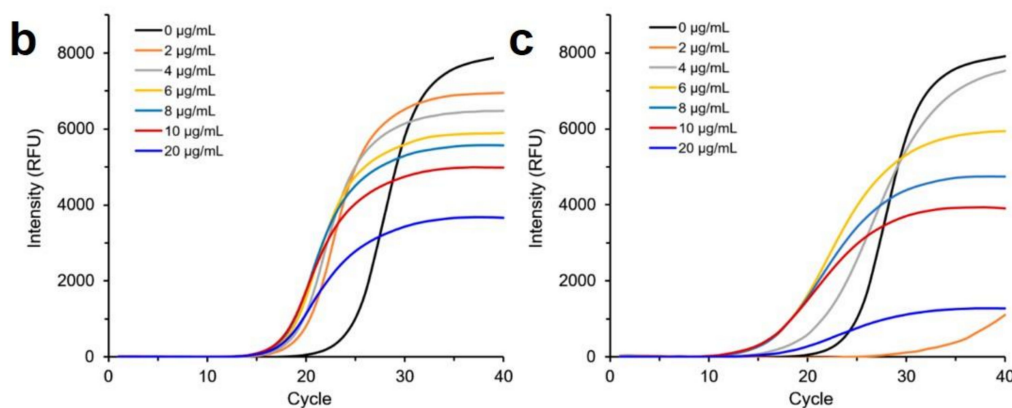 b
0 µg/mL
2 µg/mL
4 µg/mL
6 µg/mL
8 µg/mL
10 µg/mL
20 µg/mL
8000
6000
4000
2000
0
Intensity (RFU)
0 10 20 30 40
Cycle
c
0 µg/mL
2 µg/mL
4 µg/mL
6 µg/mL
8 µg/mL
10 µg/mL
20 µg/mL
8000
6000
4000
2000
0
Intensity (RFU)
0 10 20 30 40
Cycle